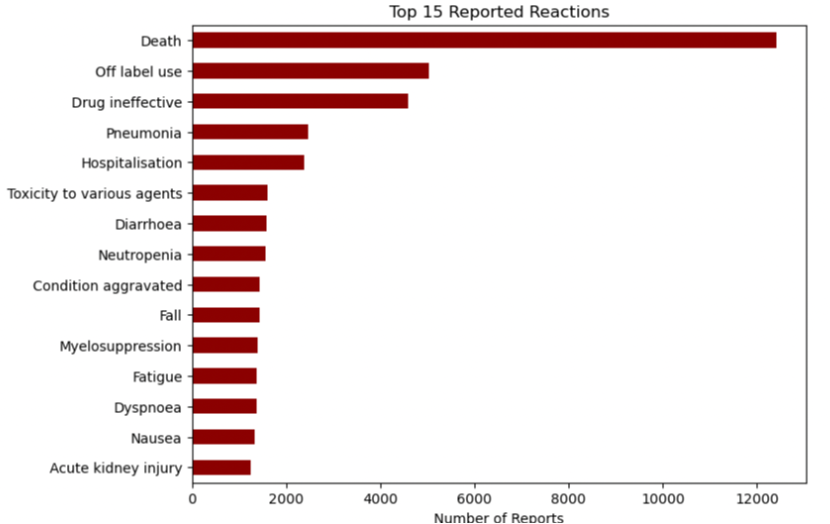 Top 15 Reported Reactions
Death
Off label use
Drug ineffective
Pneumonia
Hospitalisation
Toxicity to various agents
Diarrhoea
Neutropenia
Condition aggravated
Fall
Myelosuppression
Fatigue
Dyspnoea
Nausea
Acute kidney injury
0 2000 4000 6000 8000 10000 12000
Number of Reports